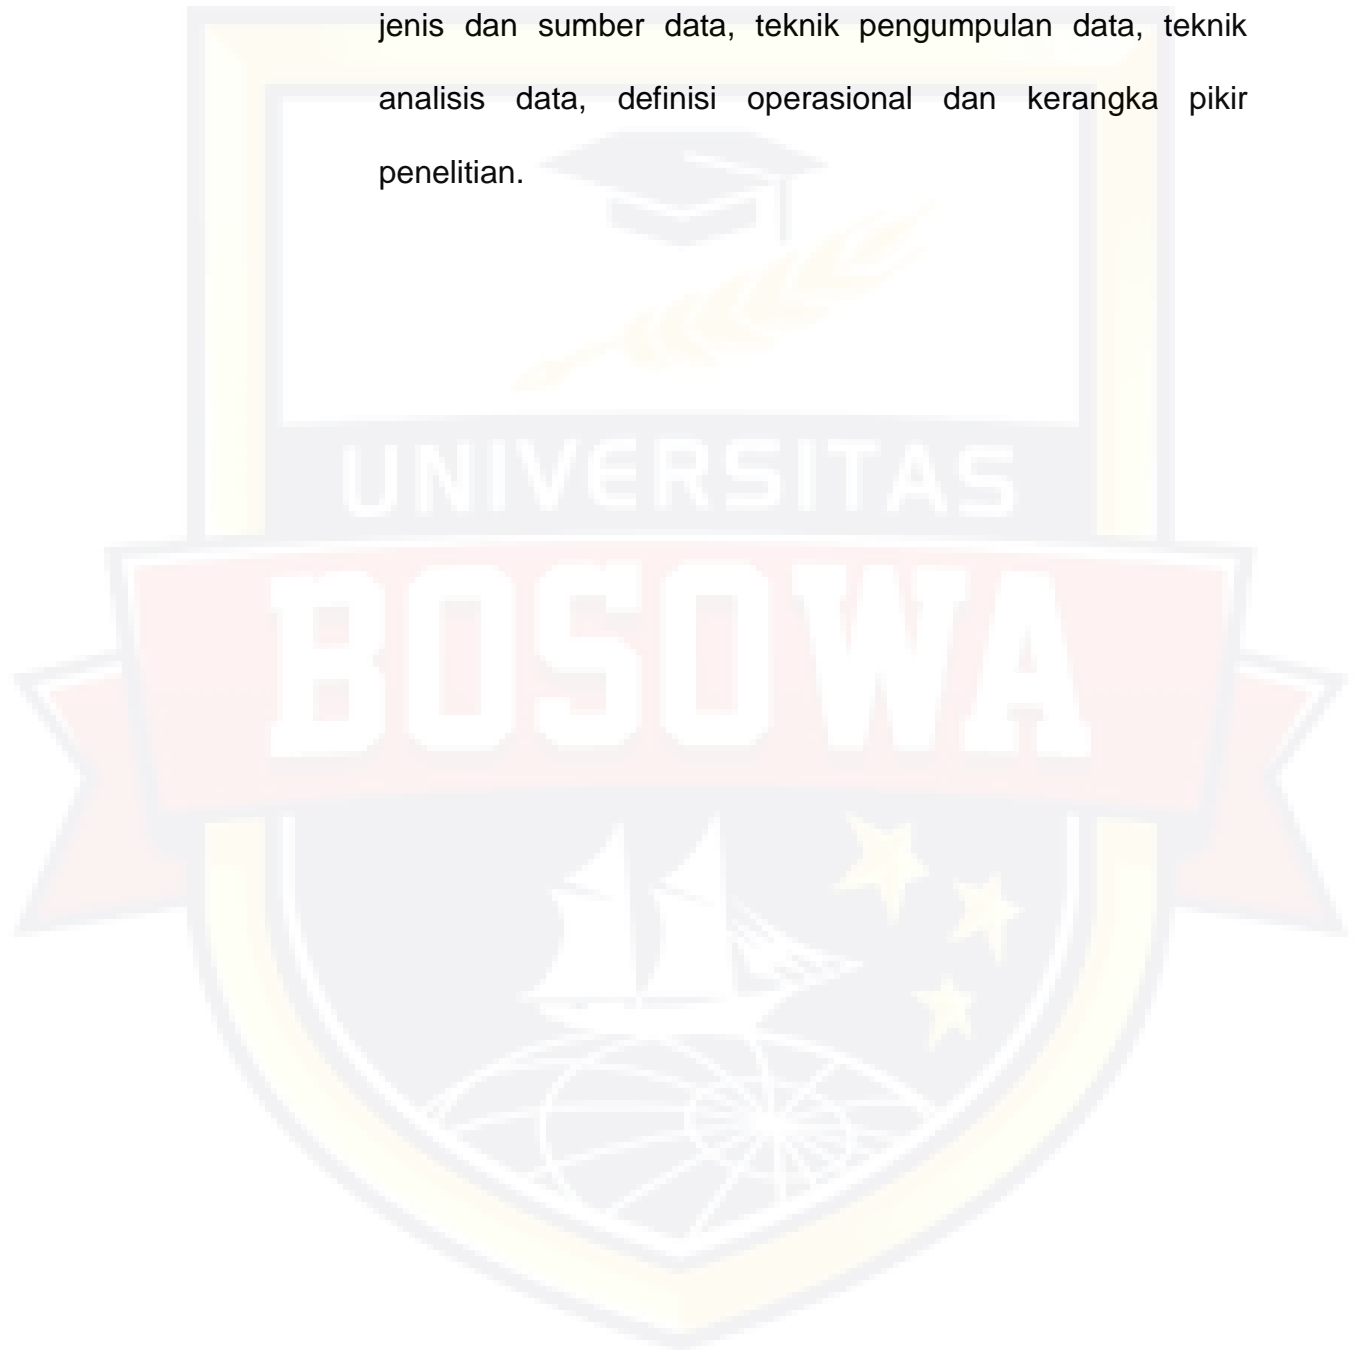 jenis dan sumber data, teknik pengumpulan data, teknik
analisis data, definisi operasional dan kerangka pikir
penelitian.
UNIVERSITAS
BOSOWA